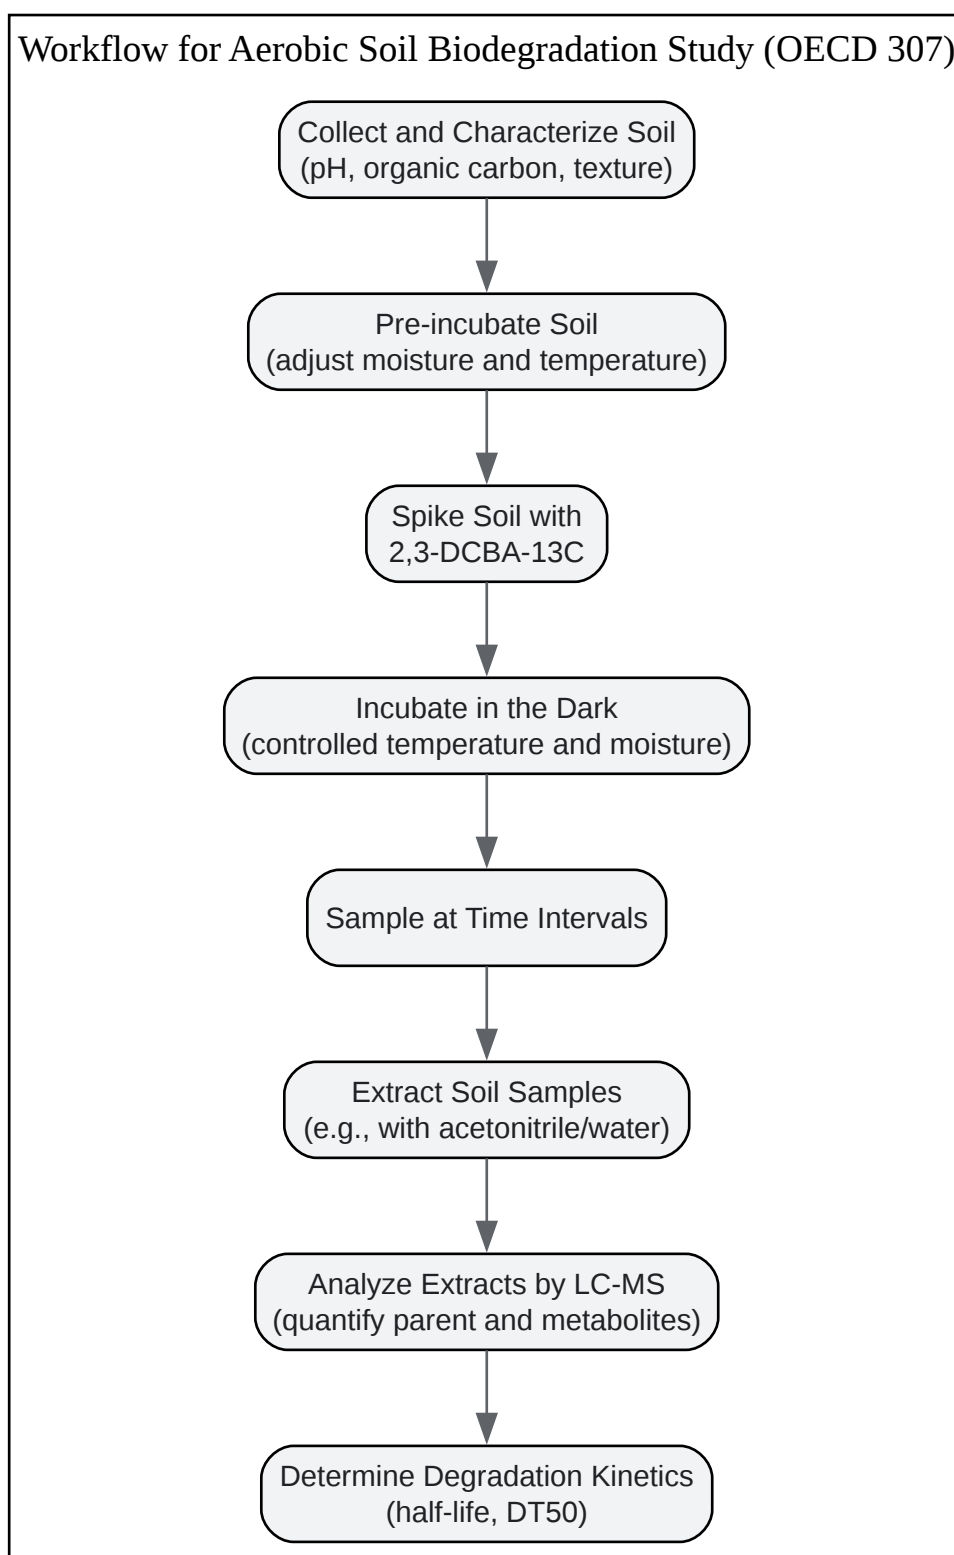 Workflow for Aerobic Soil Biodegradation Study (OECD 307)
Collect and Characterize Soil
(pH, organic carbon, texture)
Pre-incubate Soil
(adjust moisture and temperature)
Spike Soil with
2,3-DCBA-13C
Incubate in the Dark
(controlled temperature and moisture)
Sample at Time Intervals
Extract Soil Samples
(e.g., with acetonitrile/water)
Analyze Extracts by LC-MS
(quantify parent and metabolites)
Determine Degradation Kinetics
(half-life, DT50)